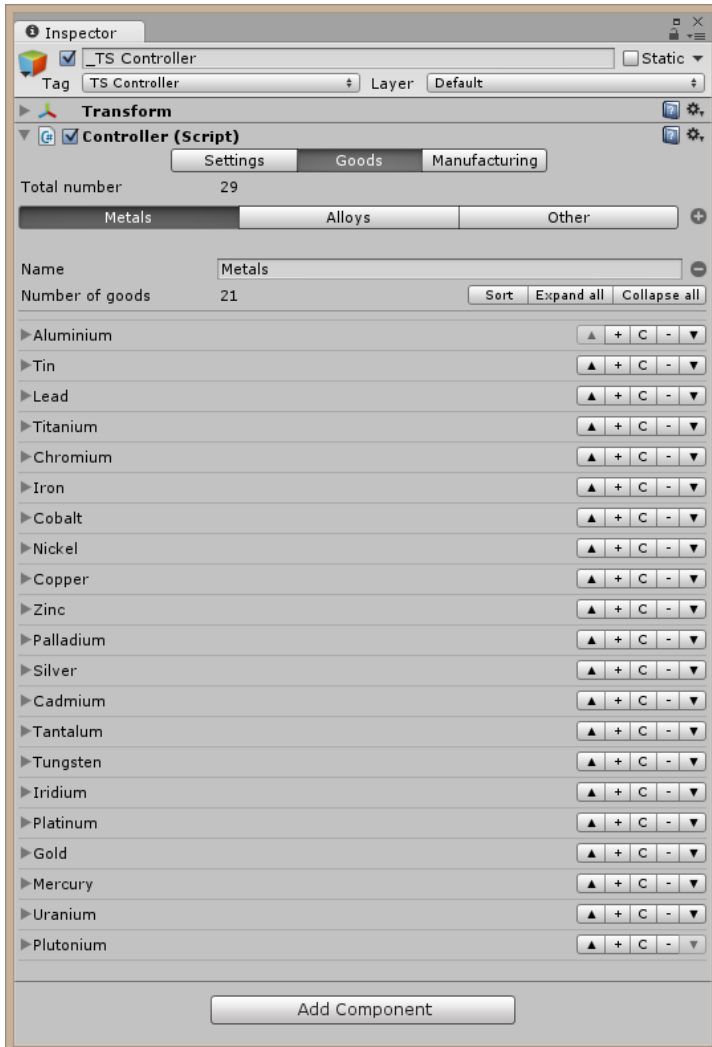 Inspector
_TS Controller Static
Tag TS Controller Layer Default
Transform
C# Controller (Script)
Settings Goods Manufacturing
Total number 29
Metals Alloys Other
Name Metals
Number of goods 21 Sort Expand all Collapse all
Aluminium + C -
Tin + C -
Lead + C -
Titanium + C -
Chromium + C -
Iron + C -
Cobalt + C -
Nickel + C -
Copper + C -
Zinc + C -
Palladium + C -
Silver + C -
Cadmium + C -
Tantalum + C -
Tungsten + C -
Iridium + C -
Platinum + C -
Gold + C -
Mercury + C -
Uranium + C -
Plutonium + C -
Add Component